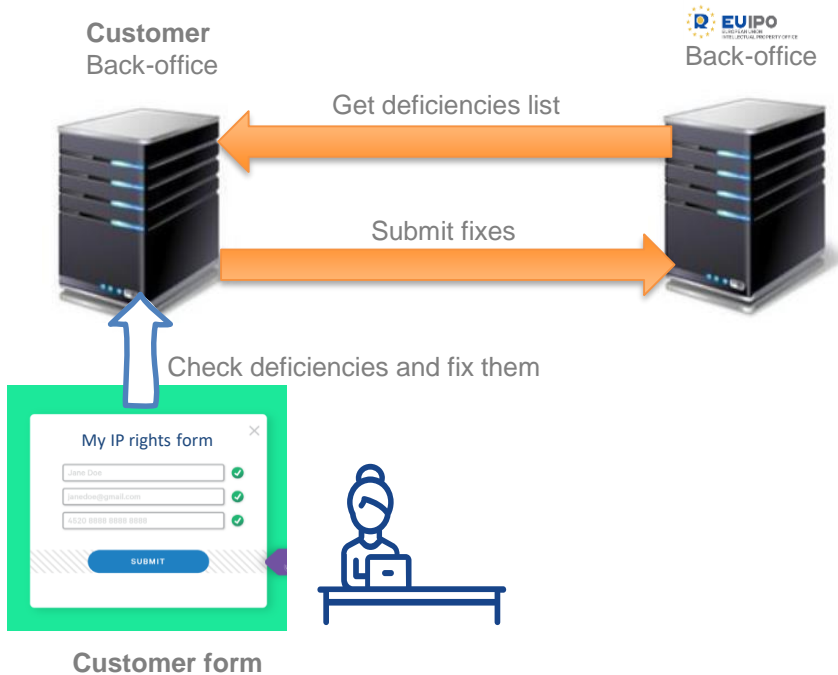 Customer
Back-office
EUIPO
EUROPEAN UNION
INTELLECTUAL PROPERTY OFFICE
Back-office
Get deficiencies list
Submit fixes
Check deficiencies and fix them
My IP rights form
Jane Doe
janedoe@gmail.com
4520 8888 8888 8888
SUBMIT
Customer form